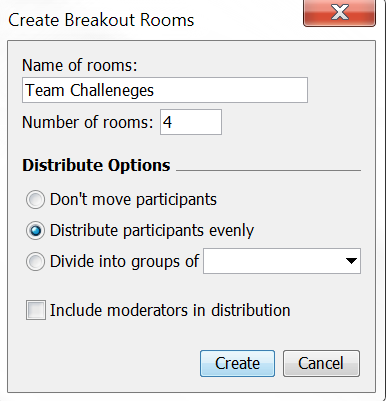 Create Breakout Rooms
Name of rooms:
Team Challeneges
Number of rooms: 4
Distribute Options
Don't move participants
Distribute participants evenly
Divide into groups of
Include moderators in distribution
Create Cancel